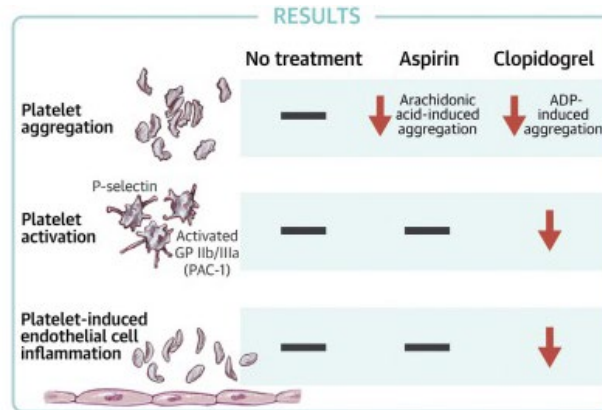 RESULTS
No treatment
Aspirin
Clopidogrel
Platelet
aggregation
Arachidonic
acid-induced
aggregation
ADP-
induced
aggregation
Platelet
activation
P-selectin
Activated
GP IIb/IIIa
(PAC-1)
Platelet-induced
endothelial cell
inflammation